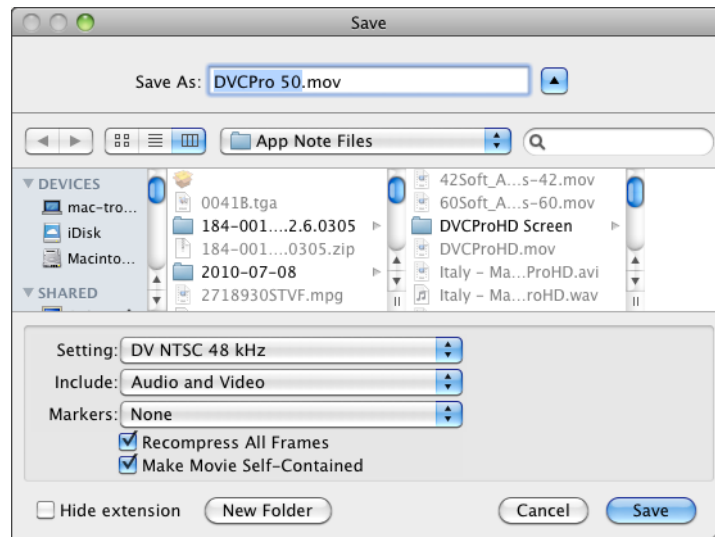 Save
Save As: DVCPro 50.mov
App Note Files
DEVICES
mac-tro...
iDisk
Macinto...
SHARED
0041B.tga
184-001....2.6.0305
184-001....0305.zip
2010-07-08
2718930STVF.mpg
42Soft_A...s-42.mov
60Soft_A...s-60.mov
DVCProHD Screen
DVCProHD.mov
Italy – Ma...ProHD.avi
Italy – Ma...roHD.wav
Setting: DV NTSC 48 kHz
Include: Audio and Video
Markers: None
Recompress All Frames
Make Movie Self-Contained
Hide extension New Folder Cancel Save